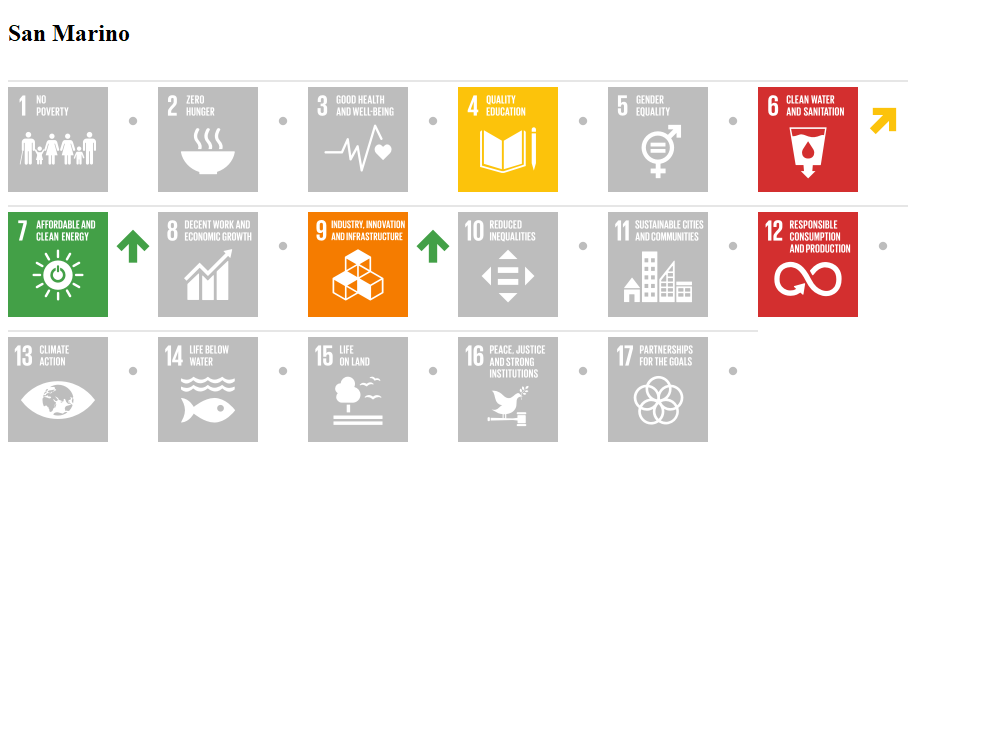 San Marino
1 NO
POVERTY
2 ZERO
HUNGER
3 GOOD HEALTH
AND WELL-BEING
4 QUALITY
EDUCATION
5 GENDER
EQUALITY
6 CLEAN WATER
AND SANITATION
7 AFFORDABLE AND
CLEAN ENERGY
8 DECENT WORK AND
ECONOMIC GROWTH
9 INDUSTRY, INNOVATION
AND INFRASTRUCTURE
10 REDUCED
INEQUALITIES
11 SUSTAINABLE CITIES
AND COMMUNITIES
12 RESPONSIBLE
CONSUMPTION
AND PRODUCTION
13 CLIMATE
ACTION
14 LIFE BELOW
WATER
15 LIFE
ON LAND
16 PEACE, JUSTICE
AND STRONG
INSTITUTIONS
17 PARTNERSHIPS
FOR THE GOALS